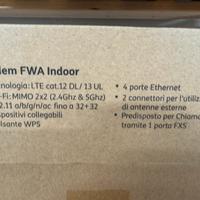 dem FWA Indoor
nologia: LTE cat.12 DL/ 13 UL
-Fi: MIMO 2x2 (2.4Ghz & 5Ghz)
2.11 a/b/g/n/ac fino a 32+32
spositivi collegabili
ulsante WPS
• 4 porte Ethernet
• 2 connettori per l'utiliz
di antenne esterne
• Predisposto per Chiama
tramite 1 porta FXS